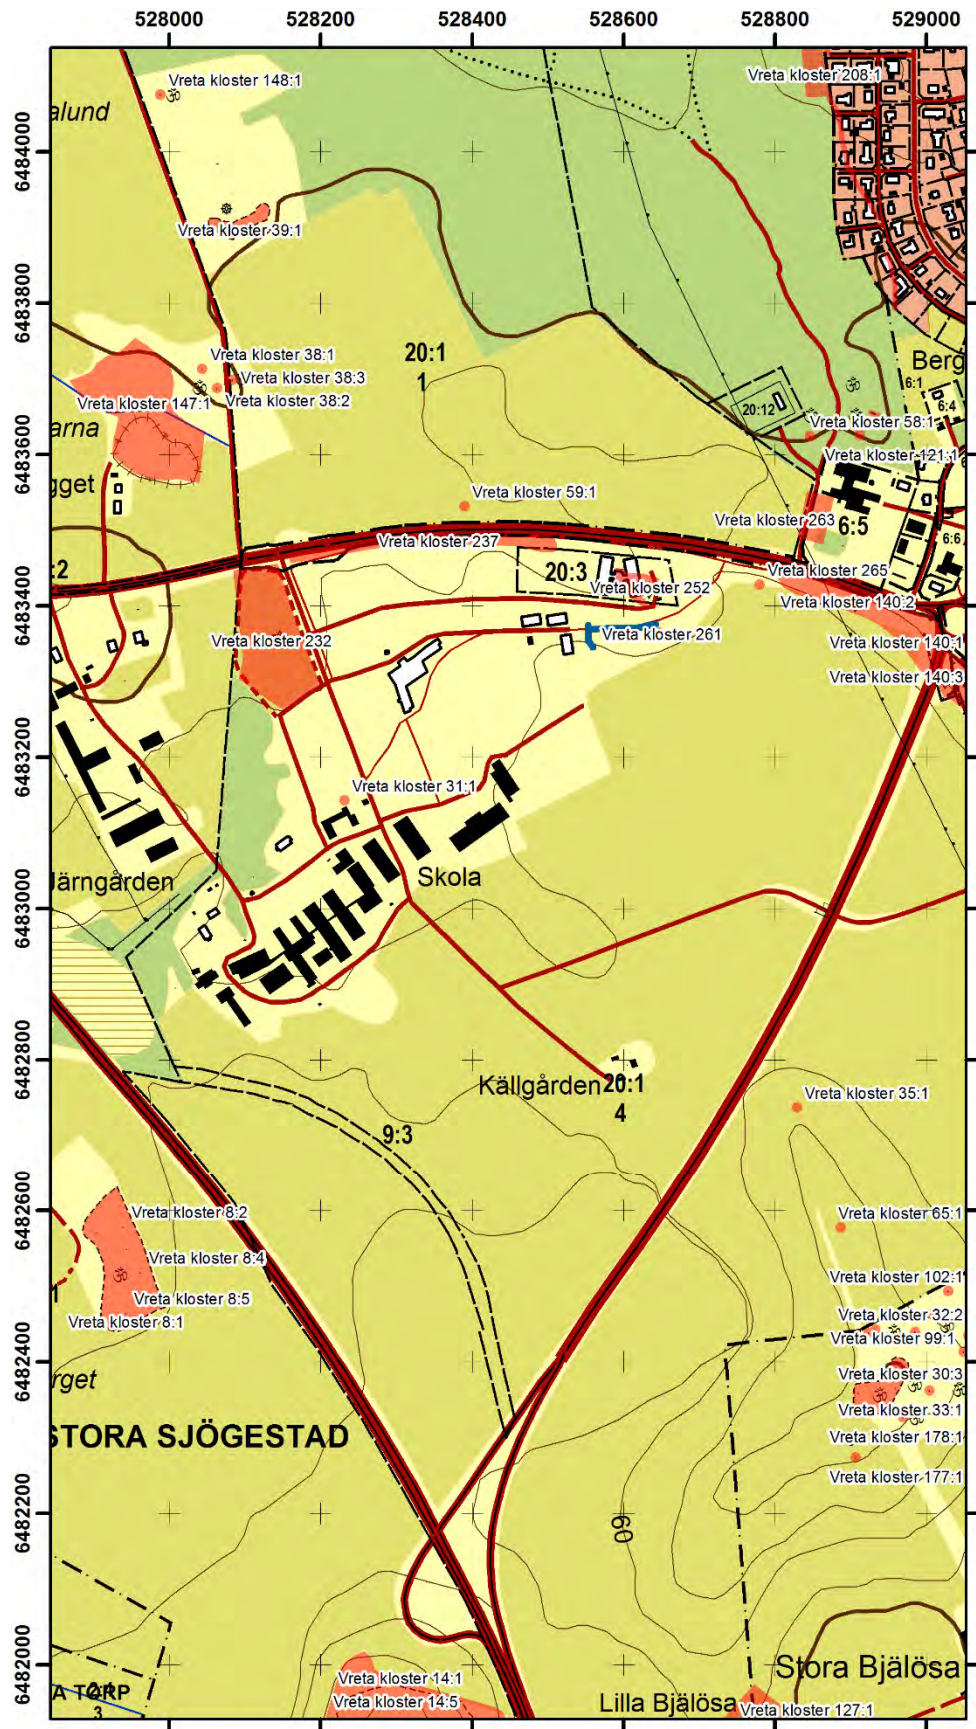 528000 528200 528400 528600 528800 529000
Vreta kloster 148:1
Vreta kloster 208:1
alund
6484000
Vreta kloster 39:1
6483800
20:1
1
Vreta kloster 38:1
Vreta kloster 38:3
Vreta kloster 38:2
Vreta kloster 147:1
Berg
6:1
6:4
20:12
Vreta kloster 58:1
arna
6483600
Vreta kloster 121:1
gget
Vreta kloster 59:1
Vreta kloster 263
6:5
Vreta kloster 237
6:6
:2
20:3
Vreta kloster 265
Vreta kloster 252
6483400
Vreta kloster 140:2
Vreta kloster 232
Vreta kloster 261
Vreta kloster 140:1
Vreta kloster 140:3
6483200
Vreta kloster 31:1
Järngården
Skola
6483000
6482800
Källgården
20:1
4
Vreta kloster 35:1
9:3
6482600
Vreta kloster 8:2
Vreta kloster 65:1
Vreta kloster 8:4
Vreta kloster 102:1
Vreta kloster 8:5
Vreta kloster 8:1
Vreta kloster 32:2
Vreta kloster 99:1
6482400
rget
Vreta kloster 30:3
Vreta kloster 33:1
STORA SJÖGESTAD
Vreta kloster 178:1
Vreta kloster 177:1
6482200
60
6482000
Stora Bjälösa
Vreta kloster 14:1
A TORP
3
Vreta kloster 14:5
Lilla Bjälösa
Vreta kloster 127:1